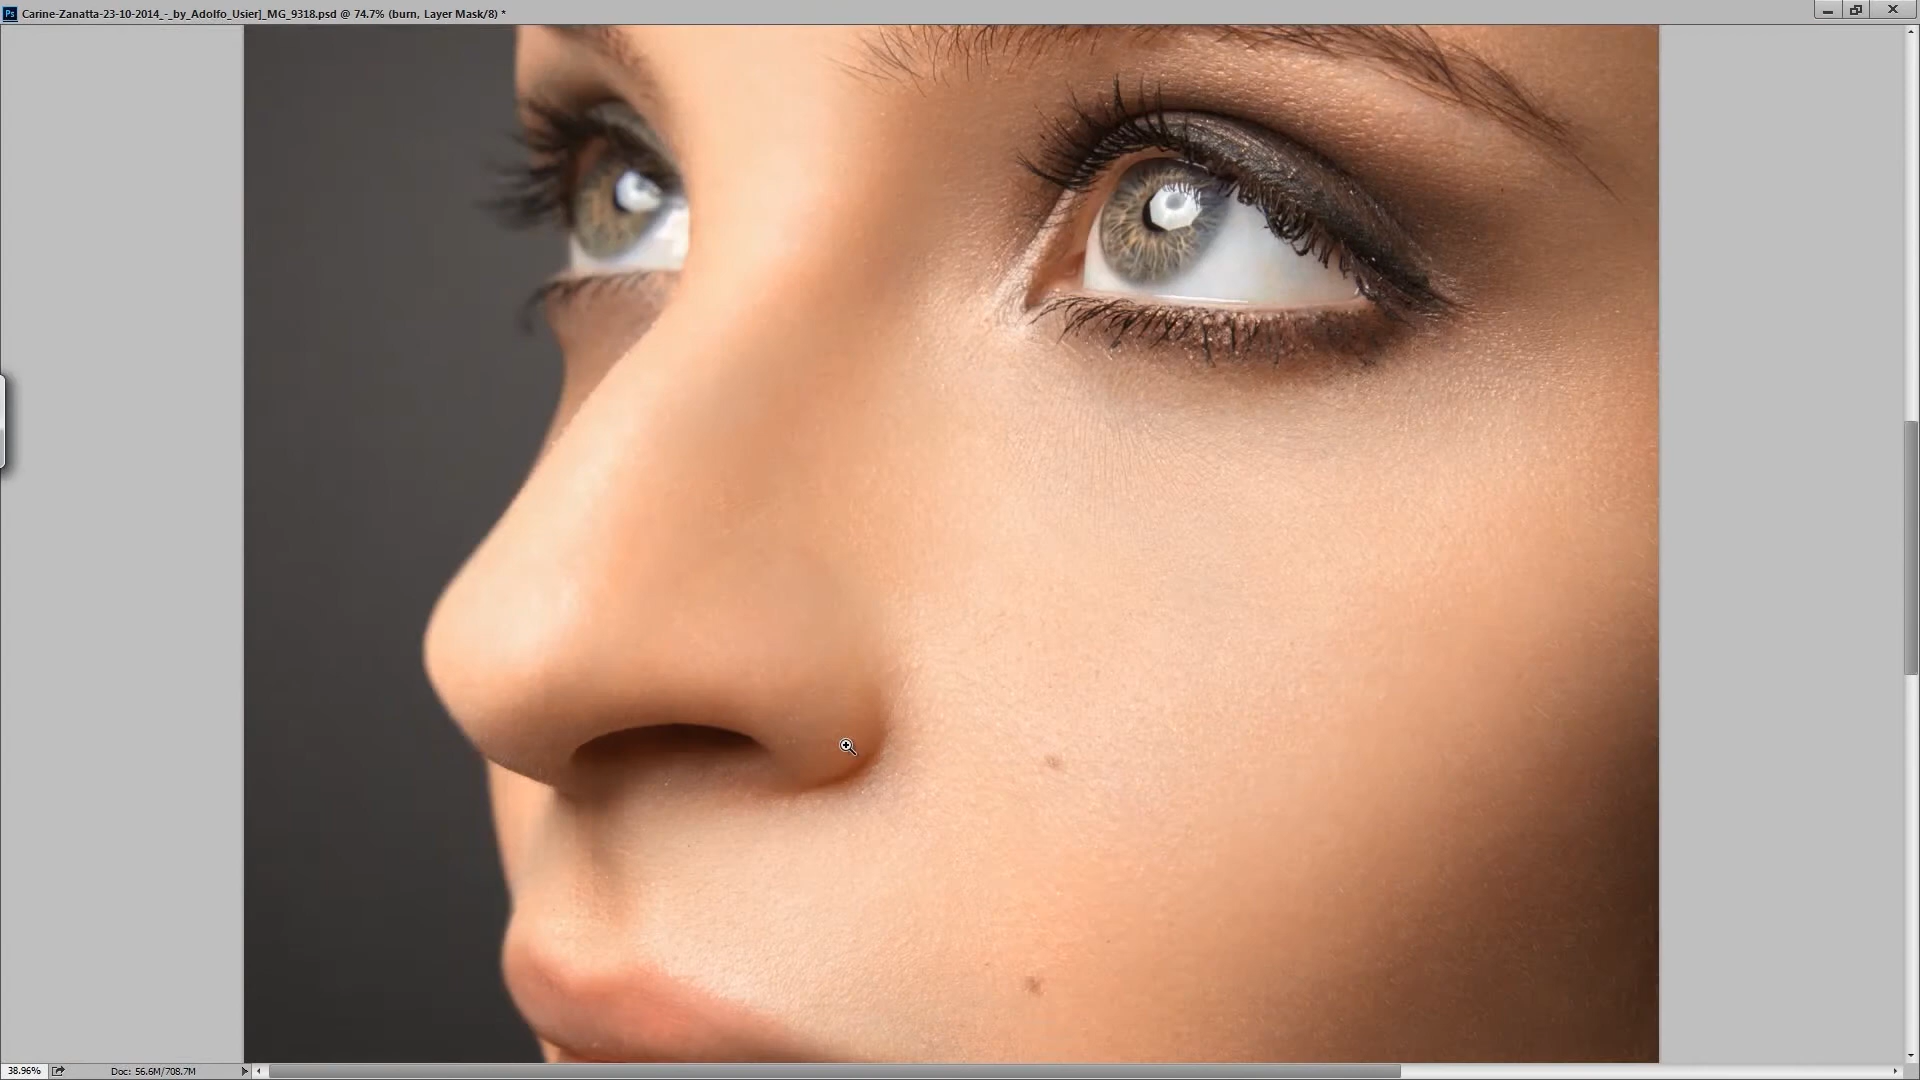 Ps Carine-Zanatta-23-10-2014_-_by_Adolfo_Usier]_MG_9318.psd @ 74.7% (burn, Layer Mask/8) *
38.96% Doc: 56.6M/708.7M